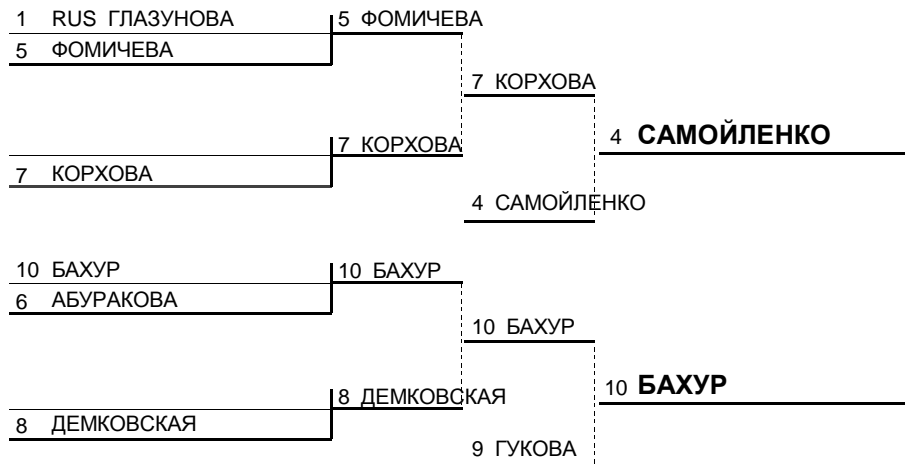 1 RUS ГЛАЗУНОВА
5 ФОМИЧЕВА
5 ФОМИЧЕВА
7 КОРХОВА
7 КОРХОВА
4 САМОЙЛЕНКО
7 КОРХОВА
4 САМОЙЛЕНКО
10 БАХУР
10 БАХУР
6 АБУРАКОВА
10 БАХУР
10 БАХУР
8 ДЕМКОВСКАЯ
8 ДЕМКОВСКАЯ
9 ГУКОВА